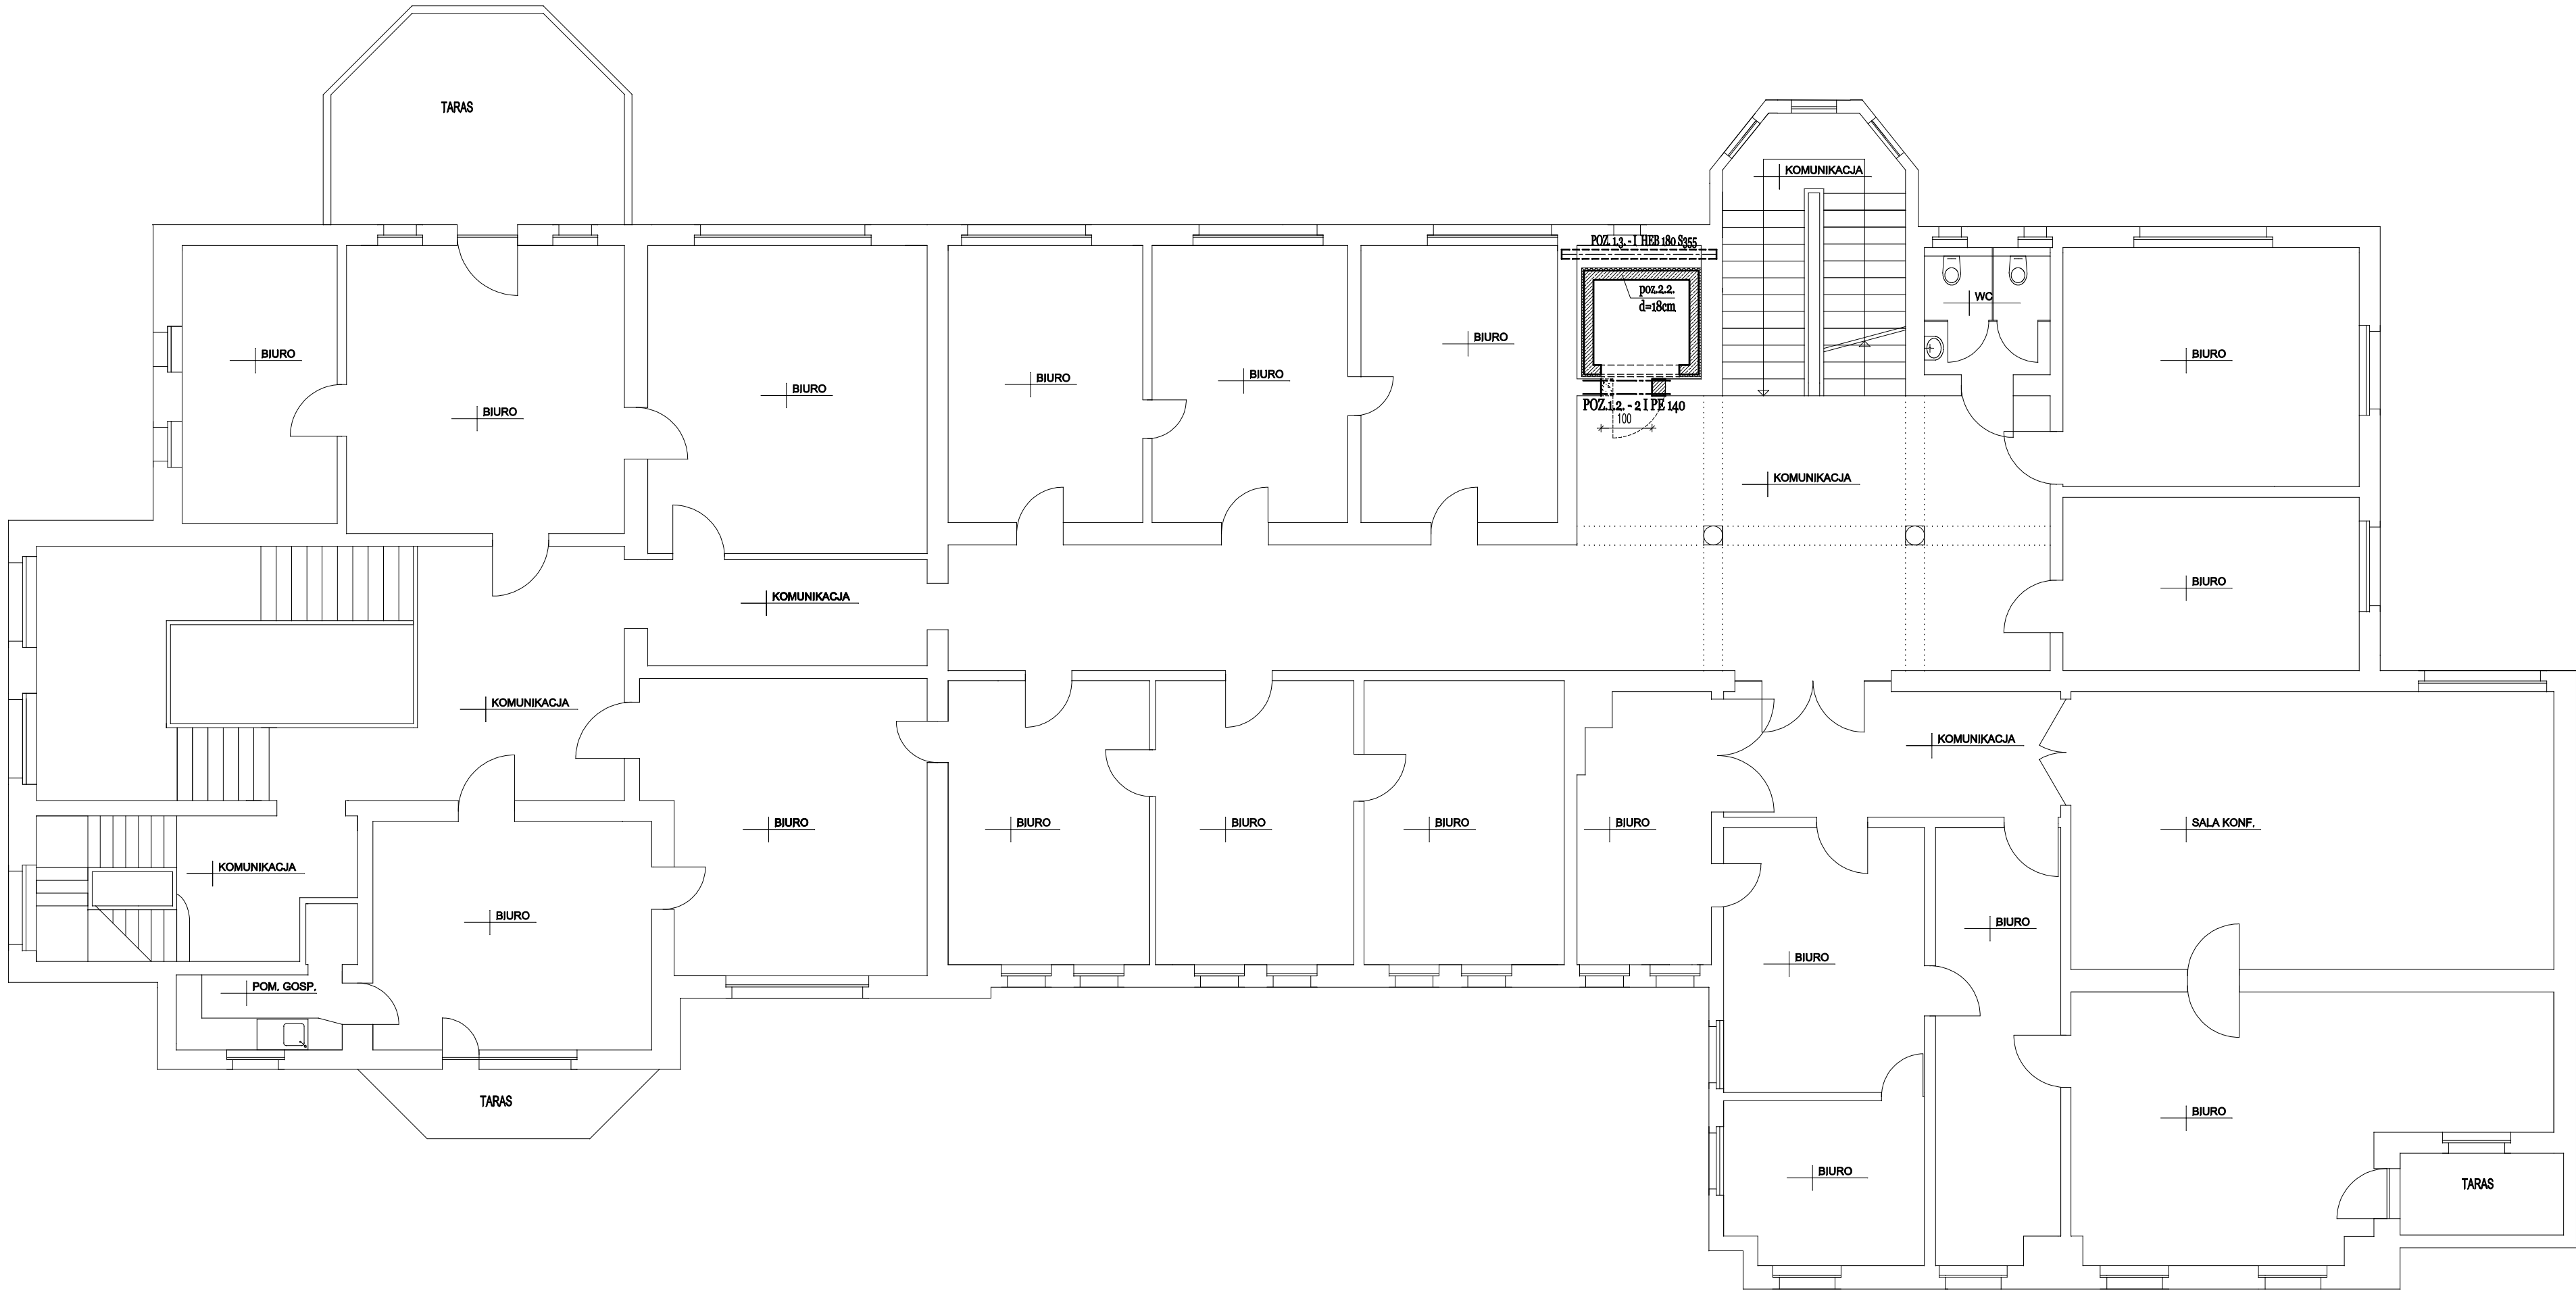 TARAS
KOMUNIKACJA
POZ. 1.3. - I HEB 180 S355
poz.2.2.
d=18cm
WC
BIURO
BIURO
BIURO
BIURO
BIURO
BIURO
BIURO
POZ.1.2. - 2 I PE 140
100
KOMUNIKACJA
BIURO
KOMUNIKACJA
KOMUNIKACJA
KOMUNIKACJA
BIURO
BIURO
BIURO
BIURO
BIURO
SALA KONF.
KOMUNIKACJA
BIURO
BIURO
BIURO
POM. GOSP.
TARAS
BIURO
BIURO
TARAS